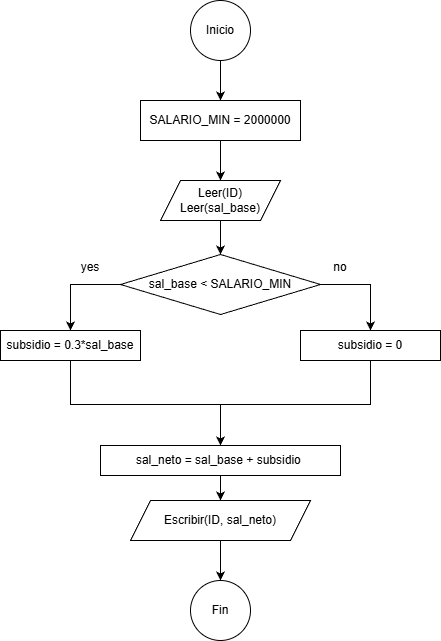 Inicio
SALARIO_MIN = 2000000
Leer(ID)
Leer(sal_base)
yes
no
sal_base < SALARIO_MIN
subsidio = 0.3*sal_base
subsidio = 0
sal_neto = sal_base + subsidio
Escribir(ID, sal_neto)
Fin